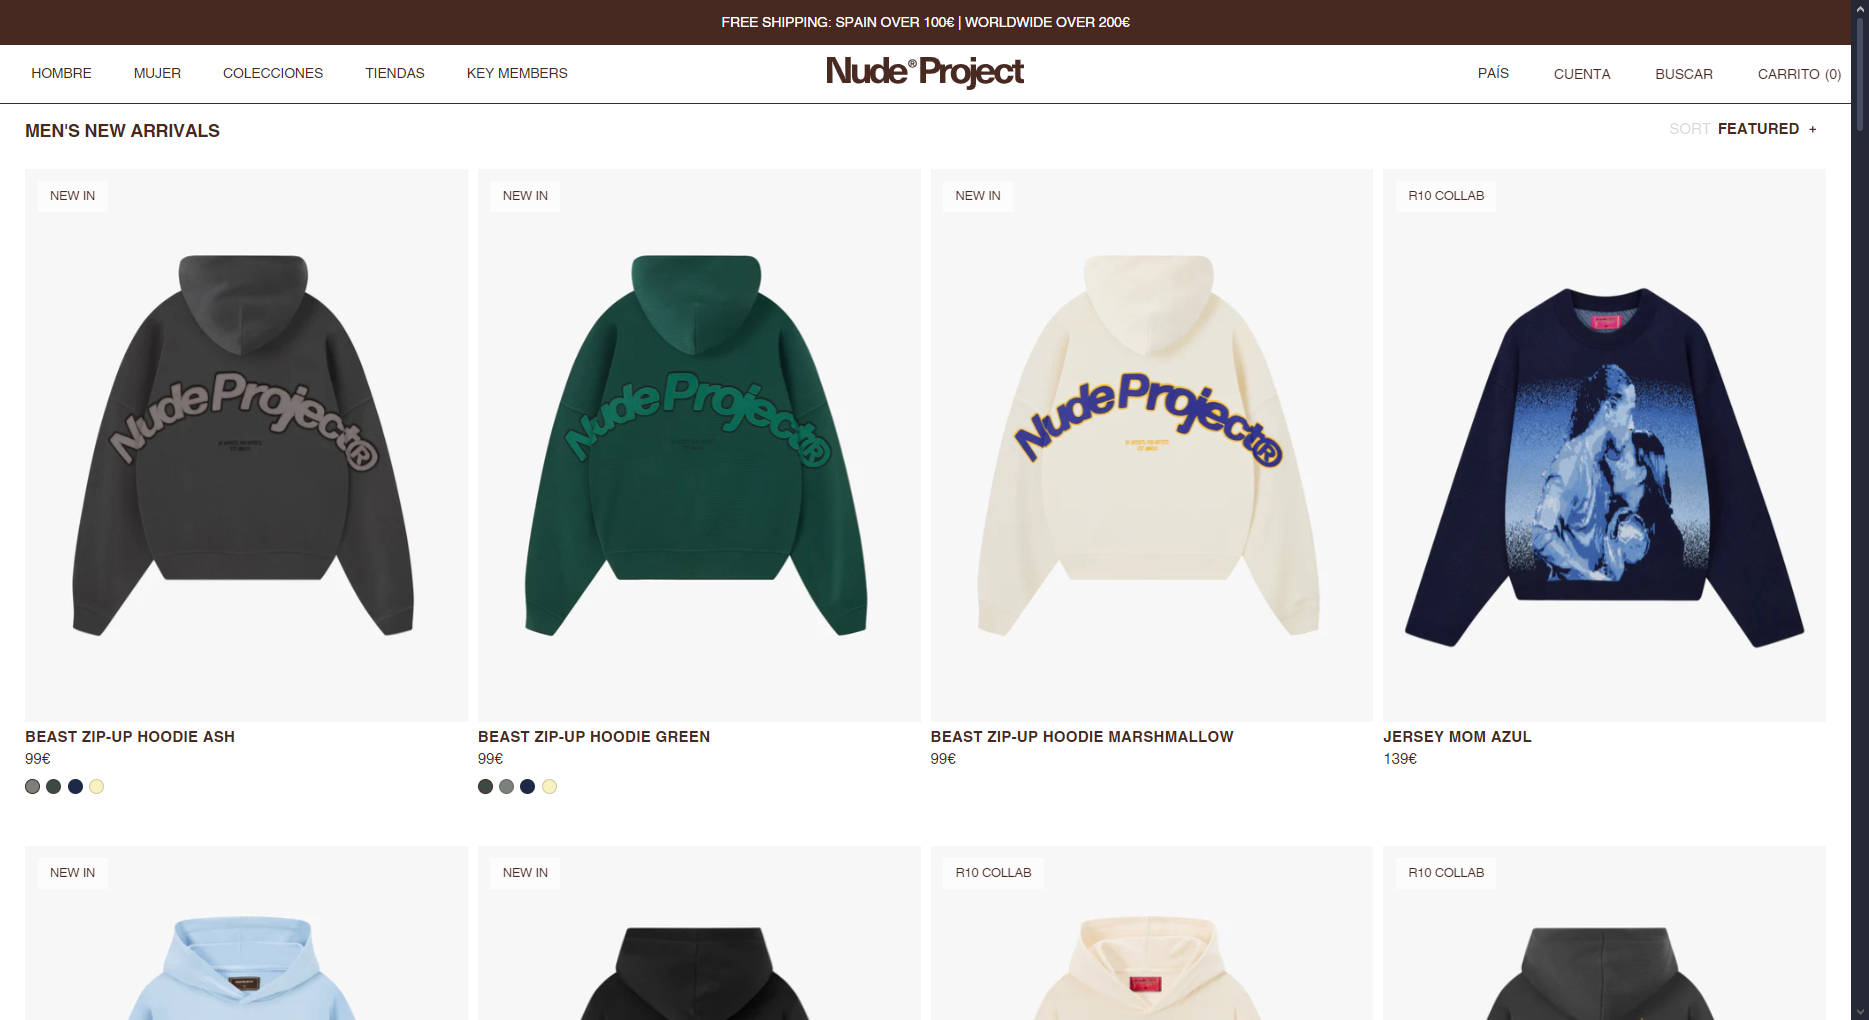 FREE SHIPPING: SPAIN OVER 100€ | WORLDWIDE OVER 200€
HOMBRE MUJER COLECCIONES TIENDAS KEY MEMBERS
Nude®Project
PAÍS CUENTA BUSCAR CARRITO (0)
MEN'S NEW ARRIVALS
SORT FEATURED +
NEW IN
Nude Project®
BEAST ZIP-UP HOODIE ASH
99€
NEW IN
Nude Project®
BEAST ZIP-UP HOODIE GREEN
99€
NEW IN
Nude Project®
BEAST ZIP-UP HOODIE MARSHMALLOW
99€
R10 COLLAB
JERSEY MOM AZUL
139€
NEW IN
NEW IN
R10 COLLAB
R10 COLLAB